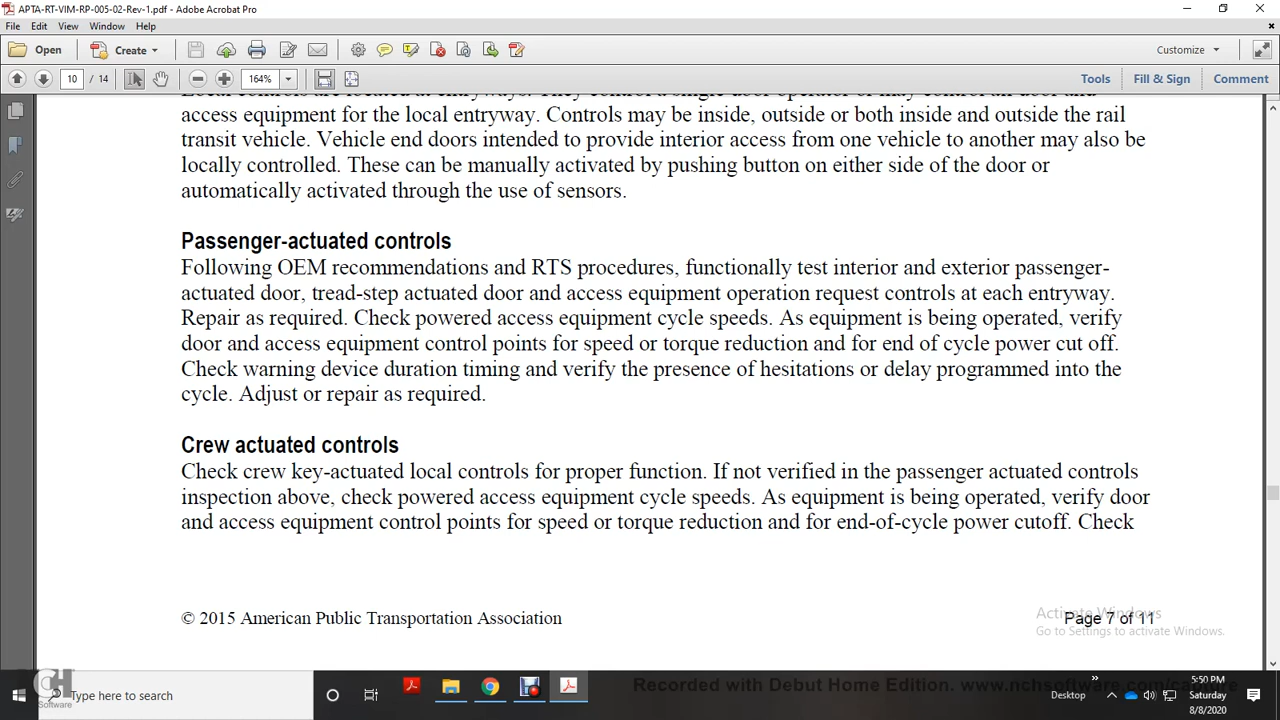 APTA-RT-VIM-RP-005-02-Rev-1.pdf - Adobe Acrobat Pro
File Edit View Window Help
Open Create Customize
10 / 14 164% Tools Fill & Sign Comment
access equipment for the local entryway. Controls may be inside, outside or both inside and outside the rail
transit vehicle. Vehicle end doors intended to provide interior access from one vehicle to another may also be
locally controlled. These can be manually activated by pushing button on either side of the door or
automatically activated through the use of sensors.
Passenger-actuated controls
Following OEM recommendations and RTS procedures, functionally test interior and exterior passenger-
actuated door, tread-step actuated door and access equipment operation request controls at each entryway.
Repair as required. Check powered access equipment cycle speeds. As equipment is being operated, verify
door and access equipment control points for speed or torque reduction and for end of cycle power cut off.
Check warning device duration timing and verify the presence of hesitations or delay programmed into the
cycle. Adjust or repair as required.
Crew actuated controls
Check crew key-actuated local controls for proper function. If not verified in the passenger actuated controls
inspection above, check powered access equipment cycle speeds. As equipment is being operated, verify door
and access equipment control points for speed or torque reduction and for end-of-cycle power cutoff. Check
© 2015 American Public Transportation Association
Page 7 of 11
Activate Windows
Go to Settings to activate Windows.
NCH
Software
Type here to search
Recorded with Debut Home Edition. www.nchsoftware.com/capture
Desktop
5:50 PM
Saturday
8/8/2020